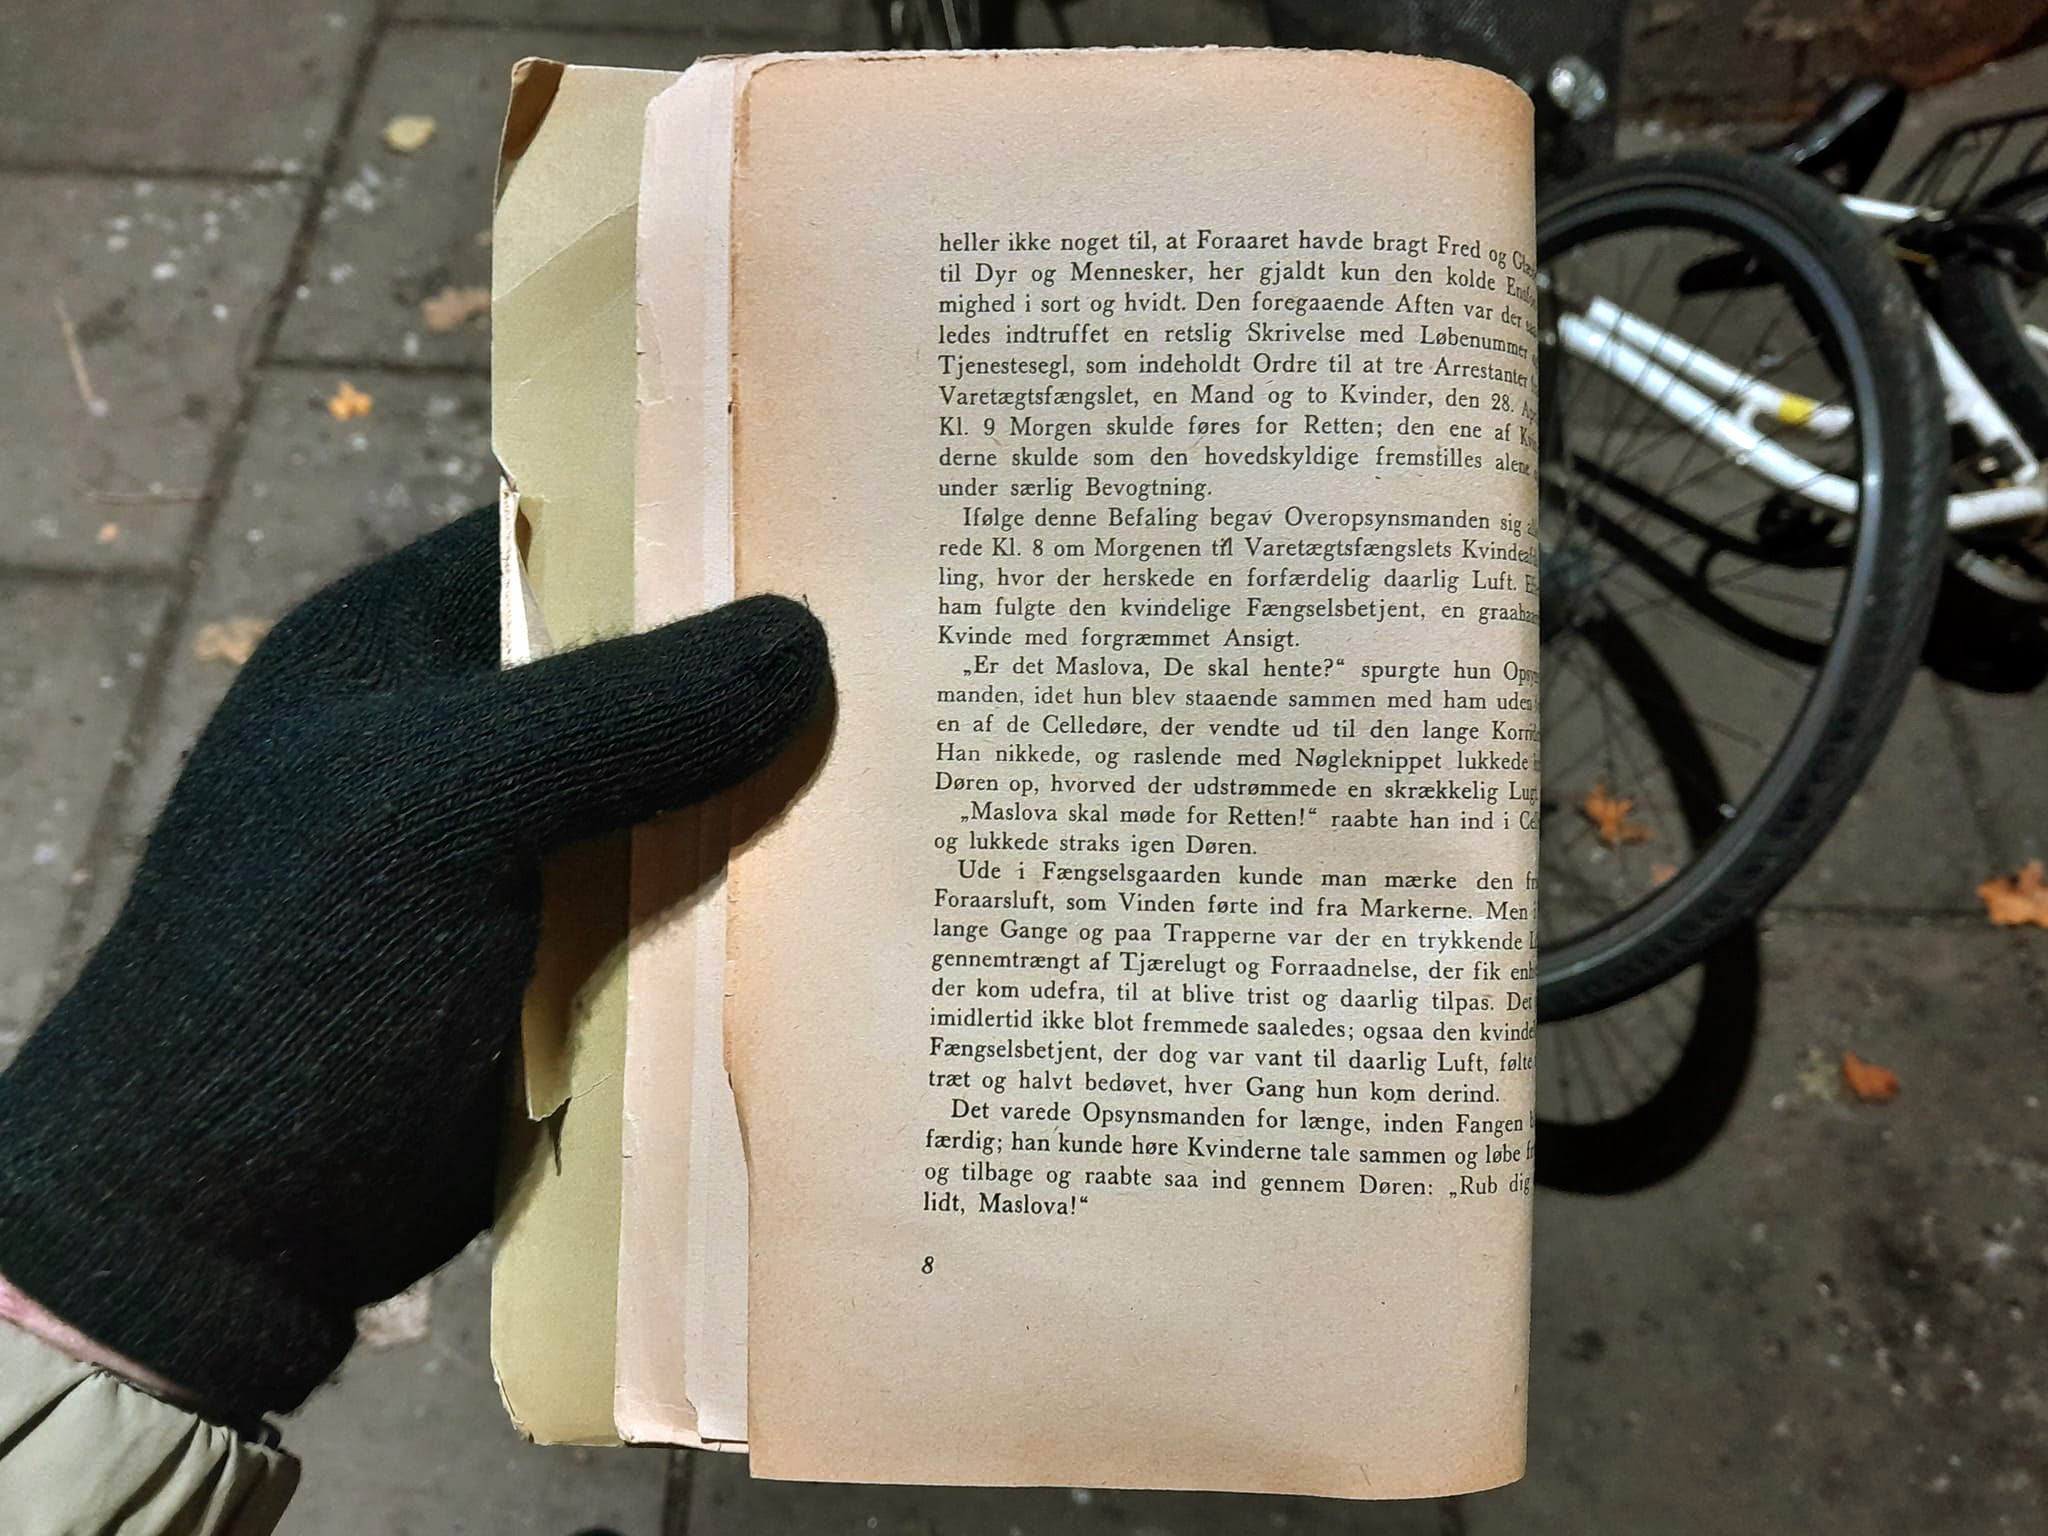 heller ikke noget til, at Foraaret havde bragt Fred og
til Dyr og Mennesker, her gjaldt kun den kolde
mighed i sort og hvidt. Den foregaaende Aften var der
ledes indtruffet en retslig Skrivelse med Løbenummer
Tjenestesegl, som indeholdt Ordre til at tre Arrestanter
Varetægtsfængslet, en Mand og to Kvinder, den 28.
Kl. 9 Morgen skulde føres for Retten; den ene af
derne skulde som den hovedskyldige fremstilles alene
under særlig Bevogtning.
Ifølge denne Befaling begav Overopsynsmanden sig
rede Kl. 8 om Morgenen til Varetægtsfængslets
ling, hvor der herskede en forfærdelig daarlig Luft.
ham fulgte den kvindelige Fængselsbetjent, en
Kvinde med forgræmmet Ansigt.
„Er det Maslova, De skal hente?“ spurgte hun
manden, idet hun blev staaende sammen med ham uden
en af de Celledøre, der vendte ud til den lange
Han nikkede, og raslende med Nøgleknippet lukkede
Døren op, hvorved der udstrømmede en skrækkelig
„Maslova skal møde for Retten!“ raabte han ind i
og lukkede straks igen Døren.
Ude i Fængselsgaarden kunde man mærke den
Foraarsluft, som Vinden førte ind fra Markerne. Men
lange Gange og paa Trapperne var der en trykkende
gennemtrængt af Tjærelugt og Forraadnelse, der fik
der kom udefra, til at blive trist og daarlig tilpas. Det
imidlertid ikke blot fremmede saaledes; ogsaa den
Fængselsbetjent, der dog var vant til daarlig Luft, følte
træt og halvt bedøvet, hver Gang hun kom derind.
Det varede Opsynsmanden for længe, inden Fangen
færdig; han kunde høre Kvinderne tale sammen og løbe
og tilbage og raabte saa ind gennem Døren: „Rub dig
lidt, Maslova!“
8